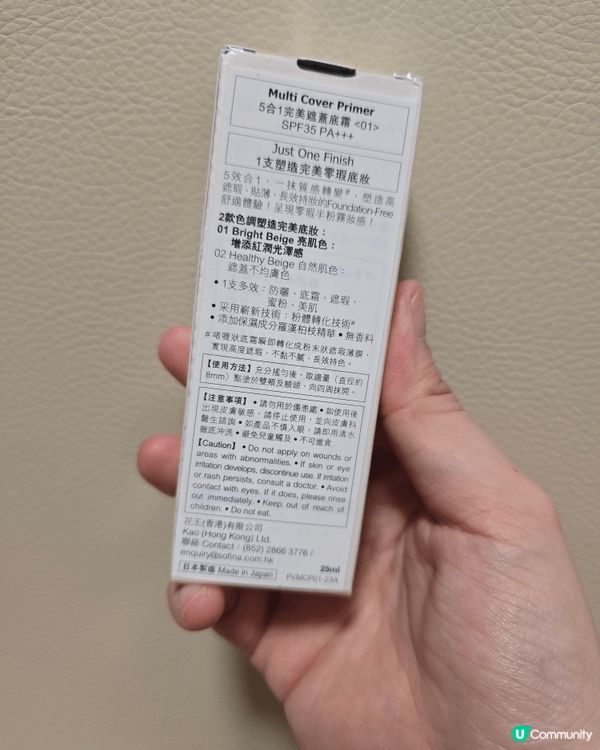 Multi Cover Primer
5合1完美遮蓋底霜 <01>
SPF35 PA+++
Just One Finish
1支塑造完美零瑕底妝
5效合1，一抹質感轉變#，塑造高
遮瑕、貼薄、長效持妝的Foundation-Free
舒適體驗！呈現零瑕半粉霧妝感！
2款色調塑造完美底妝：
01 Bright Beige 亮肌色：
增添紅潤光澤感
02 Healthy Beige 自然肌色：
遮蓋不均膚色
• 1支多效：防曬、底霜、遮瑕、
蜜粉、美肌
• 採用嶄新技術：粉體轉化技術#
• 添加保濕成分羅漢柏枝精華 • 無香料
# 啫喱狀底霜瞬即轉化成粉末狀遮瑕薄膜，
實現高度遮瑕，不黏不膩，長效持色。
【使用方法】充分搖勻後，取適量（直徑約
8mm）點塗於雙頰及額頭，向四周抹開。
【注意事項】• 請勿用於傷患處 • 如使用後
出現皮膚敏感，請停止使用，並向皮膚科
醫生諮詢 • 如產品不慎入眼，請即用清水
徹底沖洗 • 避免兒童觸及 • 不可進食
【Caution】 • Do not apply on wounds or
areas with abnormalities. • If skin or eye
irritation develops, discontinue use. If irritation
or rash persists, consult a doctor. • Avoid
contact with eyes. If it does, please rinse
out immediately. • Keep out of reach of
children. • Do not eat.
花王(香港)有限公司
Kao (Hong Kong) Ltd.
聯絡 Contact : (852) 2866 3776 /
enquiry@sofina.com.hk
25ml
日本製造 Made in Japan
PVMCP01-23A
U Community